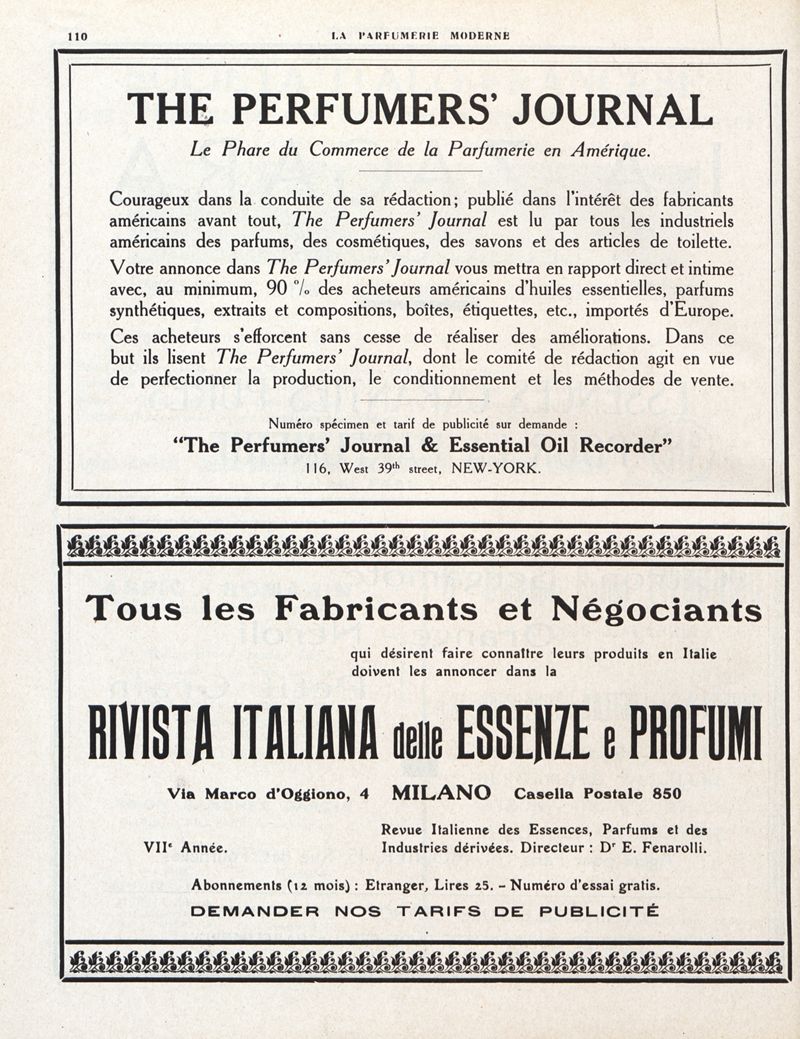 110
LA PARFUMERIE MODERNE
THE PERFUMERS' JOURNAL
Le Phare du Commerce de la Parfumerie en Amérique.
Courageux dans la conduite de sa rédaction; publié dans l'intérêt des fabricants
américains avant tout, The Perfumers' Journal est lu par tous les industriels
américains des parfums, des cosmétiques, des savons et des articles de toilette.
Votre annonce dans The Perfumers' Journal vous mettra en rapport direct et intime
avec, au minimum, 90 % des acheteurs américains d'huiles essentielles, parfums
synthétiques, extraits et compositions, boîtes, étiquettes, etc., importés d'Europe.
Ces acheteurs s'efforcent sans cesse de réaliser des améliorations. Dans ce
but ils lisent The Perfumers' Journal, dont le comité de rédaction agit en vue
de perfectionner la production, le conditionnement et les méthodes de vente.
Numéro spécimen et tarif de publicité sur demande :
"The Perfumers' Journal & Essential Oil Recorder"
116, West 39th street, NEW-YORK.
Tous les Fabricants et Négociants
qui désirent faire connaître leurs produits en Italie
doivent les annoncer dans la
RIVISTA ITALIANA delle ESSENZE e PROFUMI
Via Marco d'Oggiono, 4 MILANO Casella Postale 850
VIIe Année.
Revue Italienne des Essences, Parfums et des
Industries dérivées. Directeur : Dr E. Fenarolli.
Abonnements (12 mois) : Etranger, Lires 25. - Numéro d'essai gratis.
DEMANDER NOS TARIFS DE PUBLICITÉ